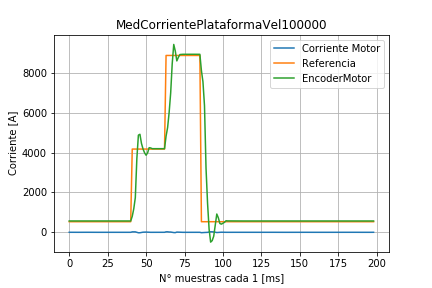 MedCorrientePlataformaVel100000
Corriente Motor
Referencia
EncoderMotor
Corriente [A]
8000
6000
4000
2000
0
0 25 50 75 100 125 150 175 200
N° muestras cada 1 [ms]